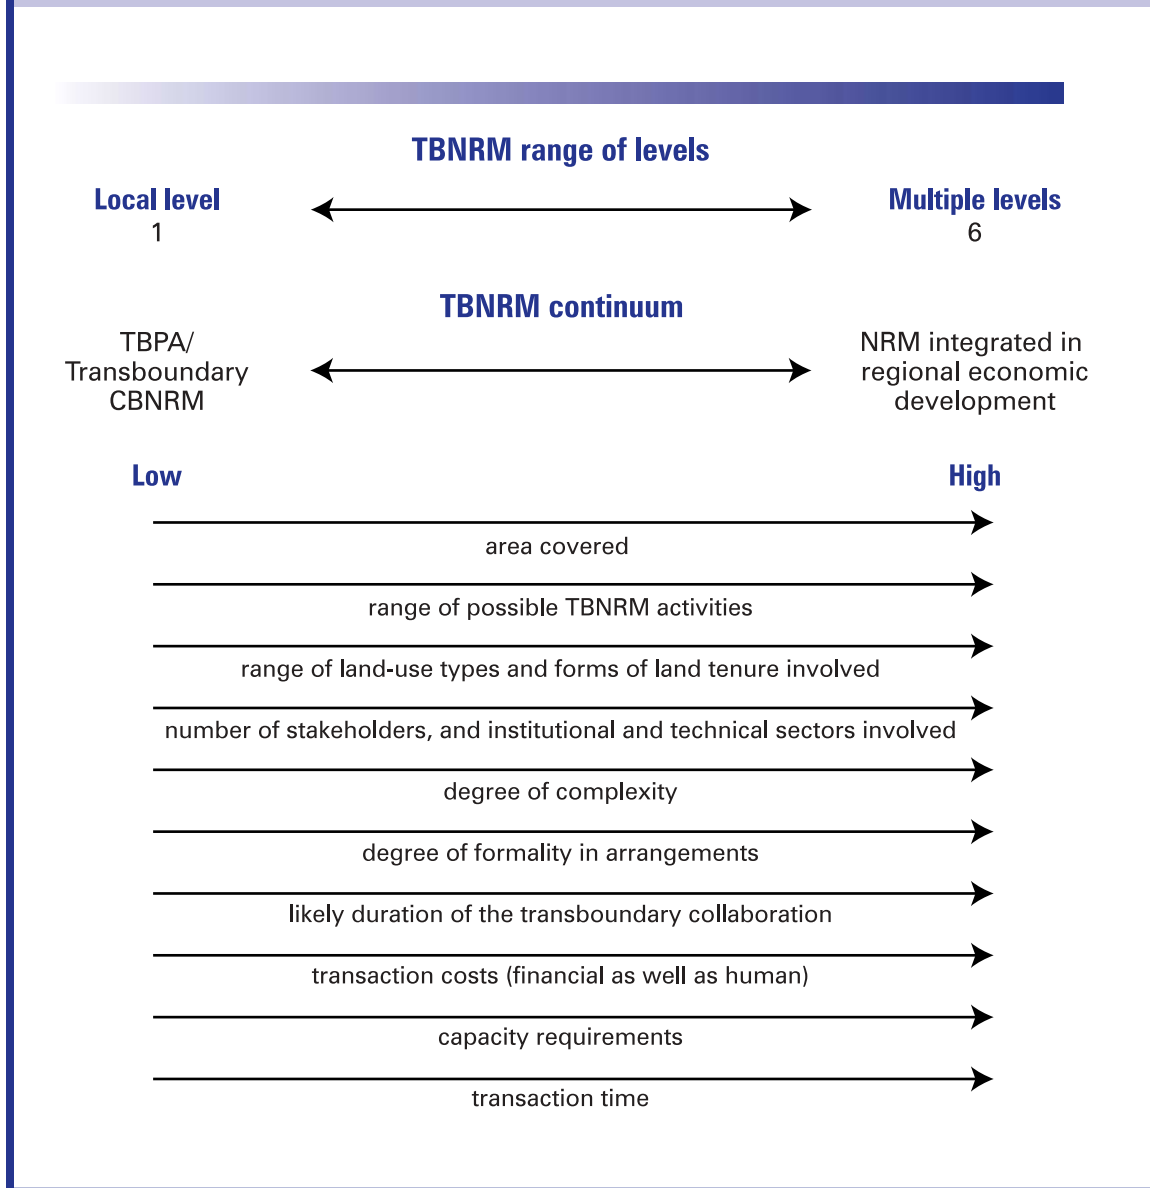 TBNRM range of levels
Local level
Multiple levels
1
6
TBNRM continuum
TBPA/
Transboundary
CBNRM
NRM integrated in
regional economic
development
Low
High
area covered
range of possible TBNRM activities
range of land-use types and forms of land tenure involved
number of stakeholders, and institutional and technical sectors involved
degree of complexity
degree of formality in arrangements
likely duration of the transboundary collaboration
transaction costs (financial as well as human)
capacity requirements
transaction time